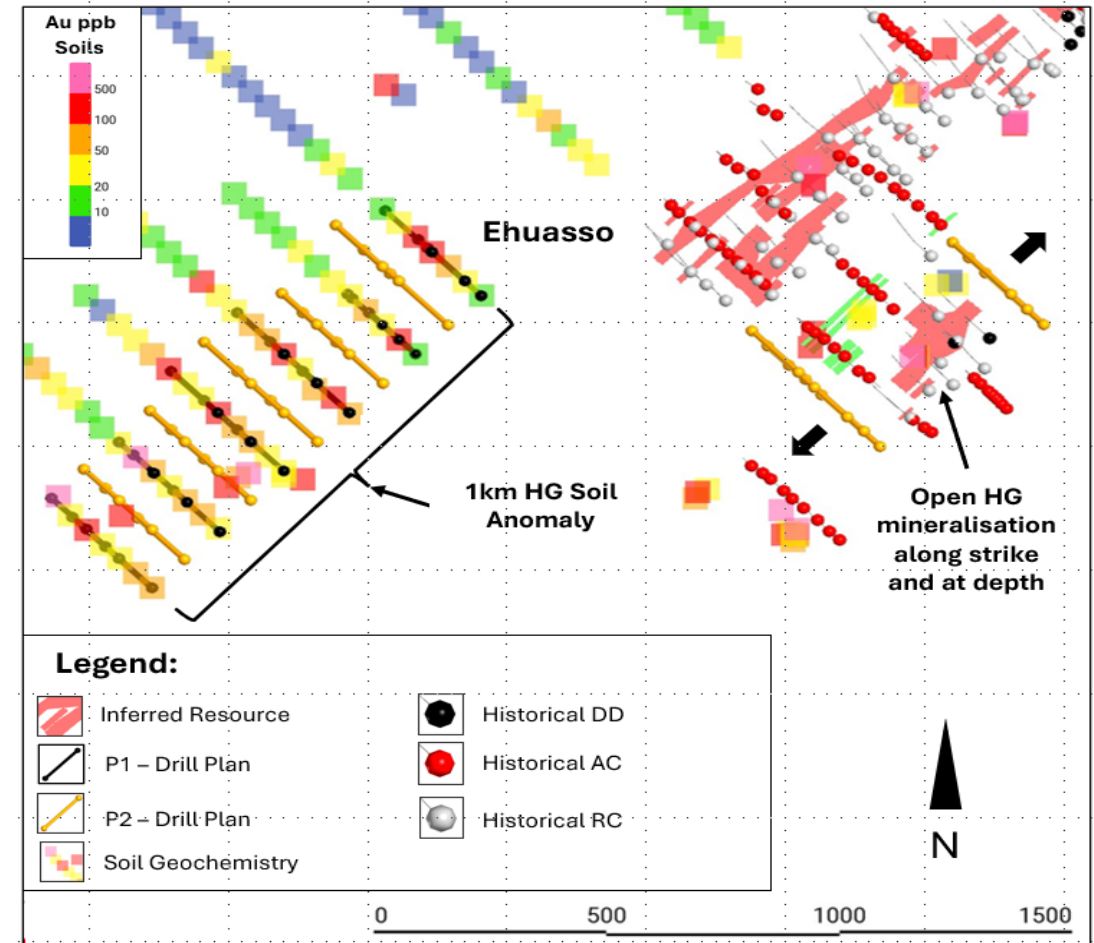 Au ppb
Soils
500
100
50
20
10
Ehuasso
1km HG Soil
Anomaly
Open HG
mineralisation
along strike
and at depth
Legend:
Inferred Resource
P1 – Drill Plan
P2 – Drill Plan
Soil Geochemistry
Historical DD
Historical AC
Historical RC
N
0 500 1000 1500